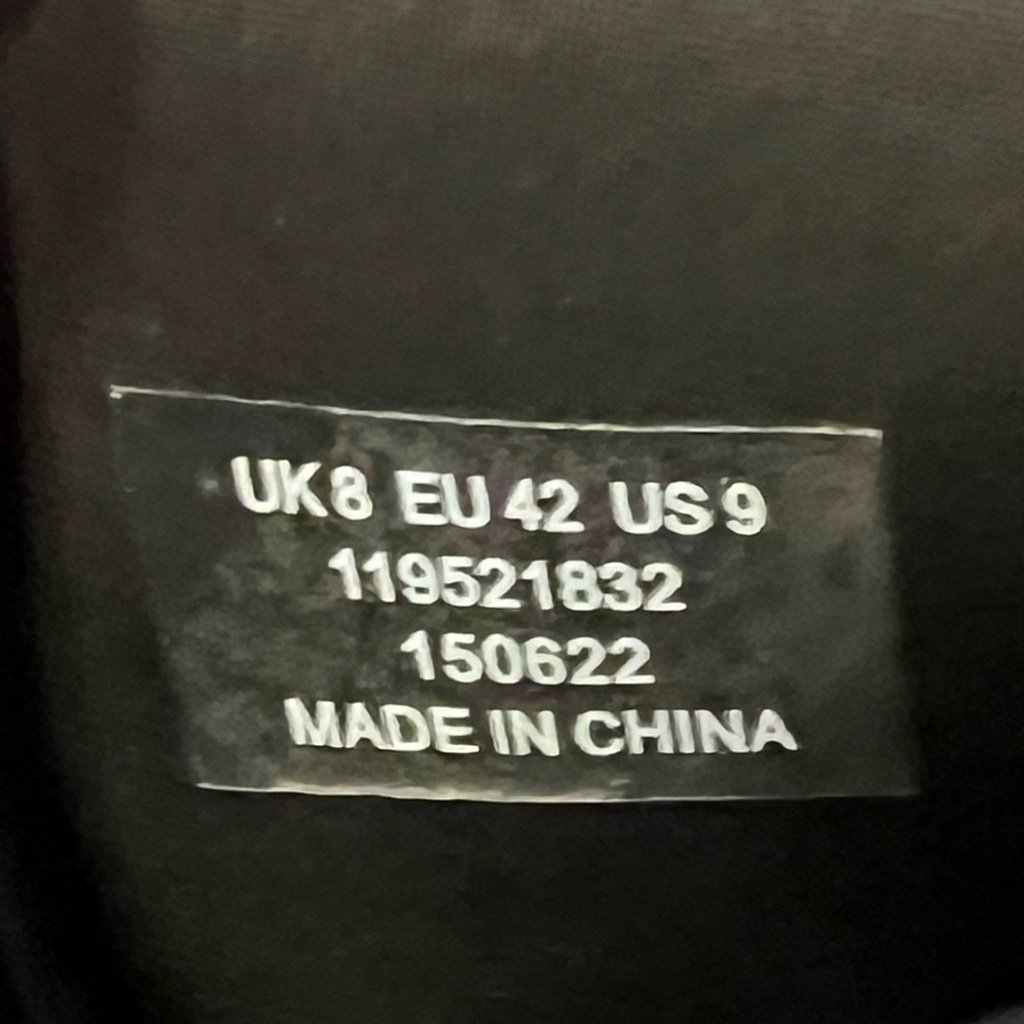 UK8 EU 42 US 9
119521832
150622
MADE IN CHINA